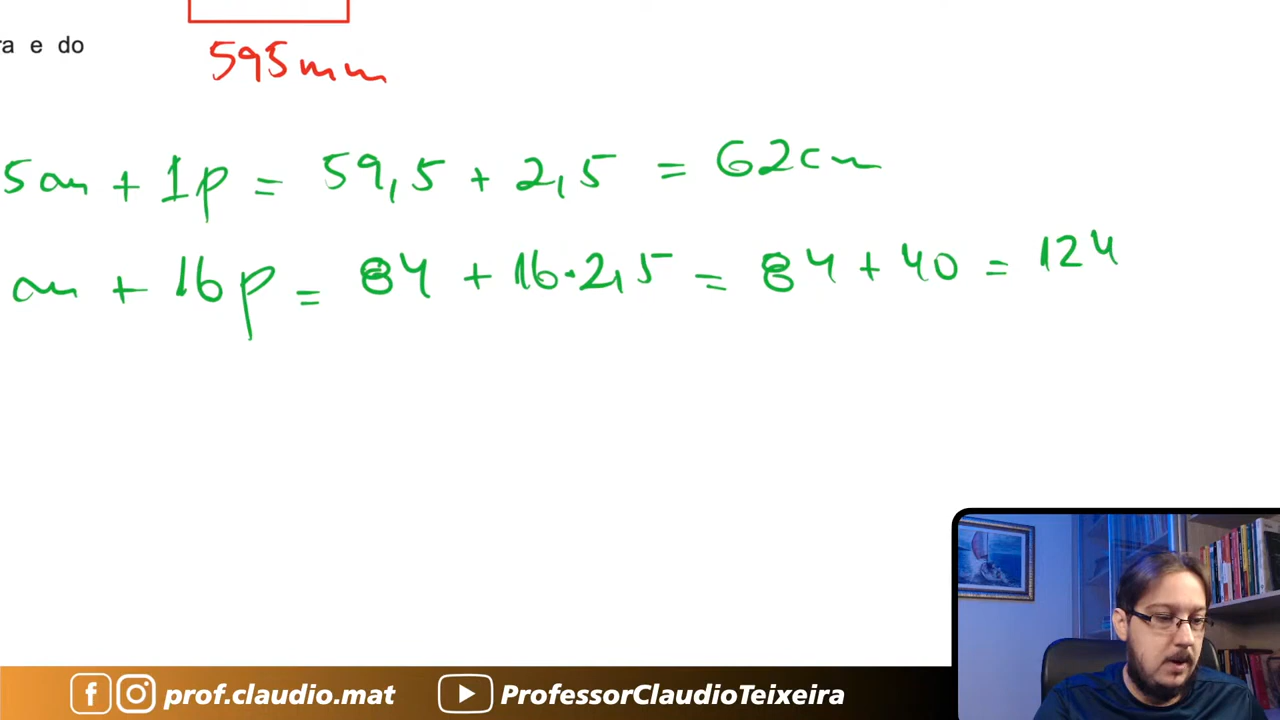 ra e do
595mm
5cm + 1p = 59,5 + 2,5 = 62cm
cm + 16p = 84 + 16·2,5 = 84 + 40 = 124
prof.claudio.mat ProfessorClaudioTeixeira